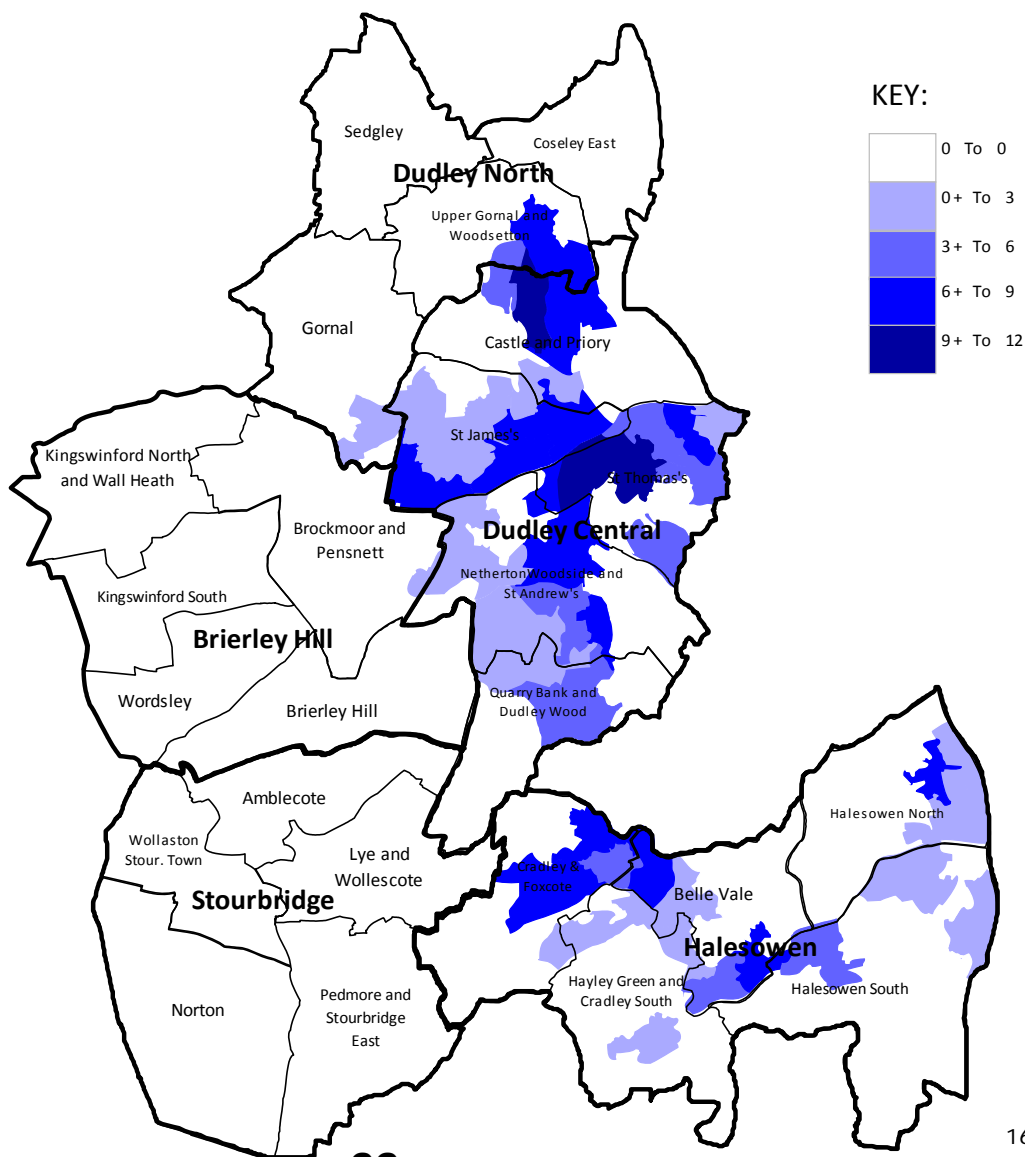 KEY:
0 To 0
0+ To 3
3+ To 6
6+ To 9
9+ To 12
Sedgley
Coseley East
Dudley North
Upper Gornal and
Woodsetton
Gornal
Castle and Priory
St James's
St Thomas's
Kingswinford North
and Wall Heath
Brockmoor and
Pensnett
Dudley Central
NethertonWoodside and
St Andrew's
Kingswinford South
Brierley Hill
Wordsley
Brierley Hill
Quarry Bank and
Dudley Wood
Amblecote
Wollaston
Stour. Town
Lye and
Wollescote
Stourbridge
Cradley &
Foxcote
Belle Vale
Halesowen North
Halesowen
Hayley Green and
Cradley South
Halesowen South
Norton
Pedmore and
Stourbridge
East
16